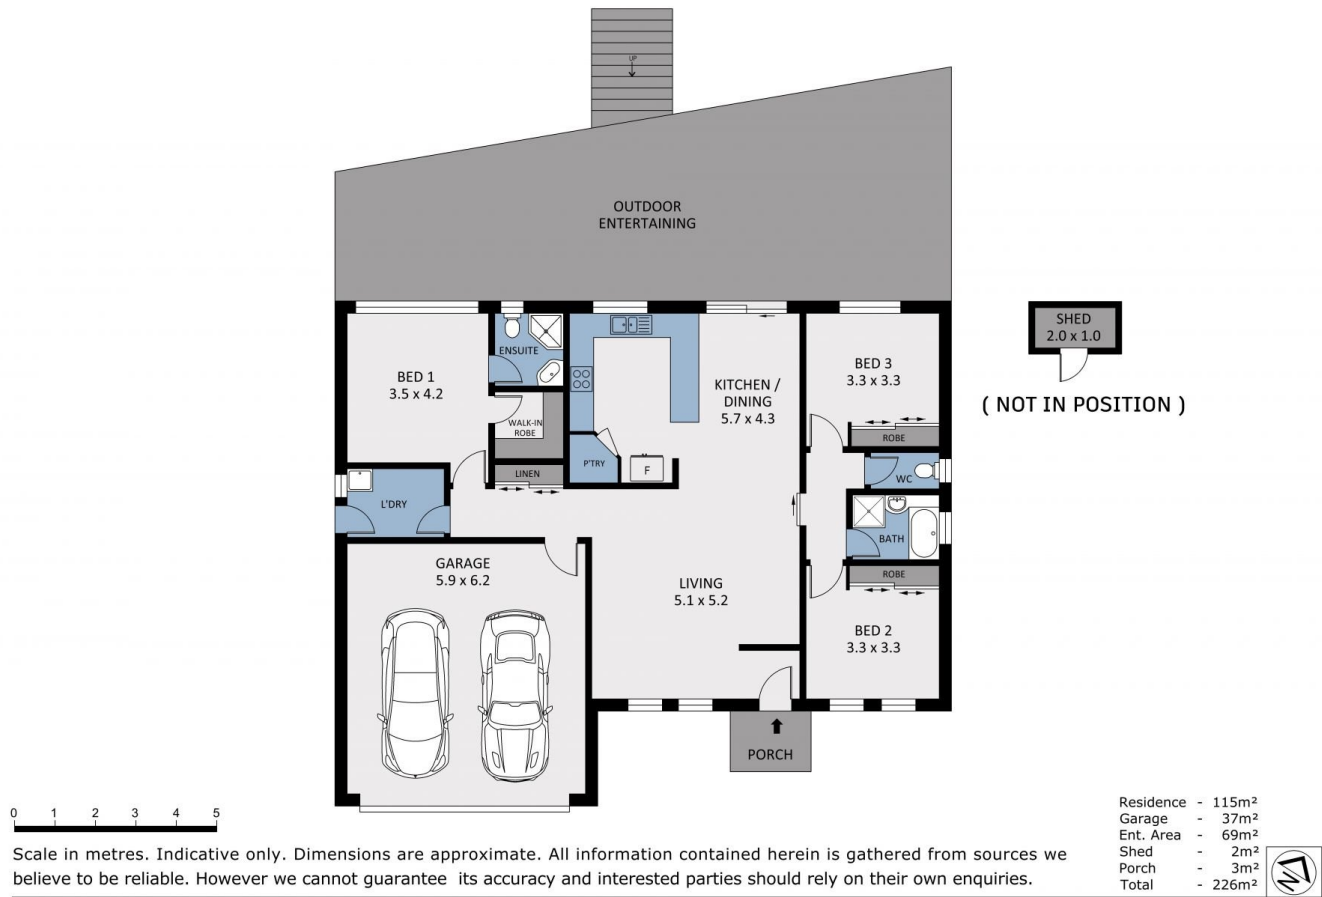 UP
OUTDOOR
ENTERTAINING
SHED
2.0 x 1.0
( NOT IN POSITION )
BED 1
3.5 x 4.2
ENSUITE
WALK-IN
ROBE
LINEN
KITCHEN /
DINING
5.7 x 4.3
P'TRY
F
BED 3
3.3 x 3.3
ROBE
WC
BATH
ROBE
L'DRY
GARAGE
5.9 x 6.2
LIVING
5.1 x 5.2
BED 2
3.3 x 3.3
PORCH
0 1 2 3 4 5
Scale in metres. Indicative only. Dimensions are approximate. All information contained herein is gathered from sources we
believe to be reliable. However we cannot guarantee its accuracy and interested parties should rely on their own enquiries.
Residence - 115m²
Garage - 37m²
Ent. Area - 69m²
Shed - 2m²
Porch - 3m²
Total - 226m²
N